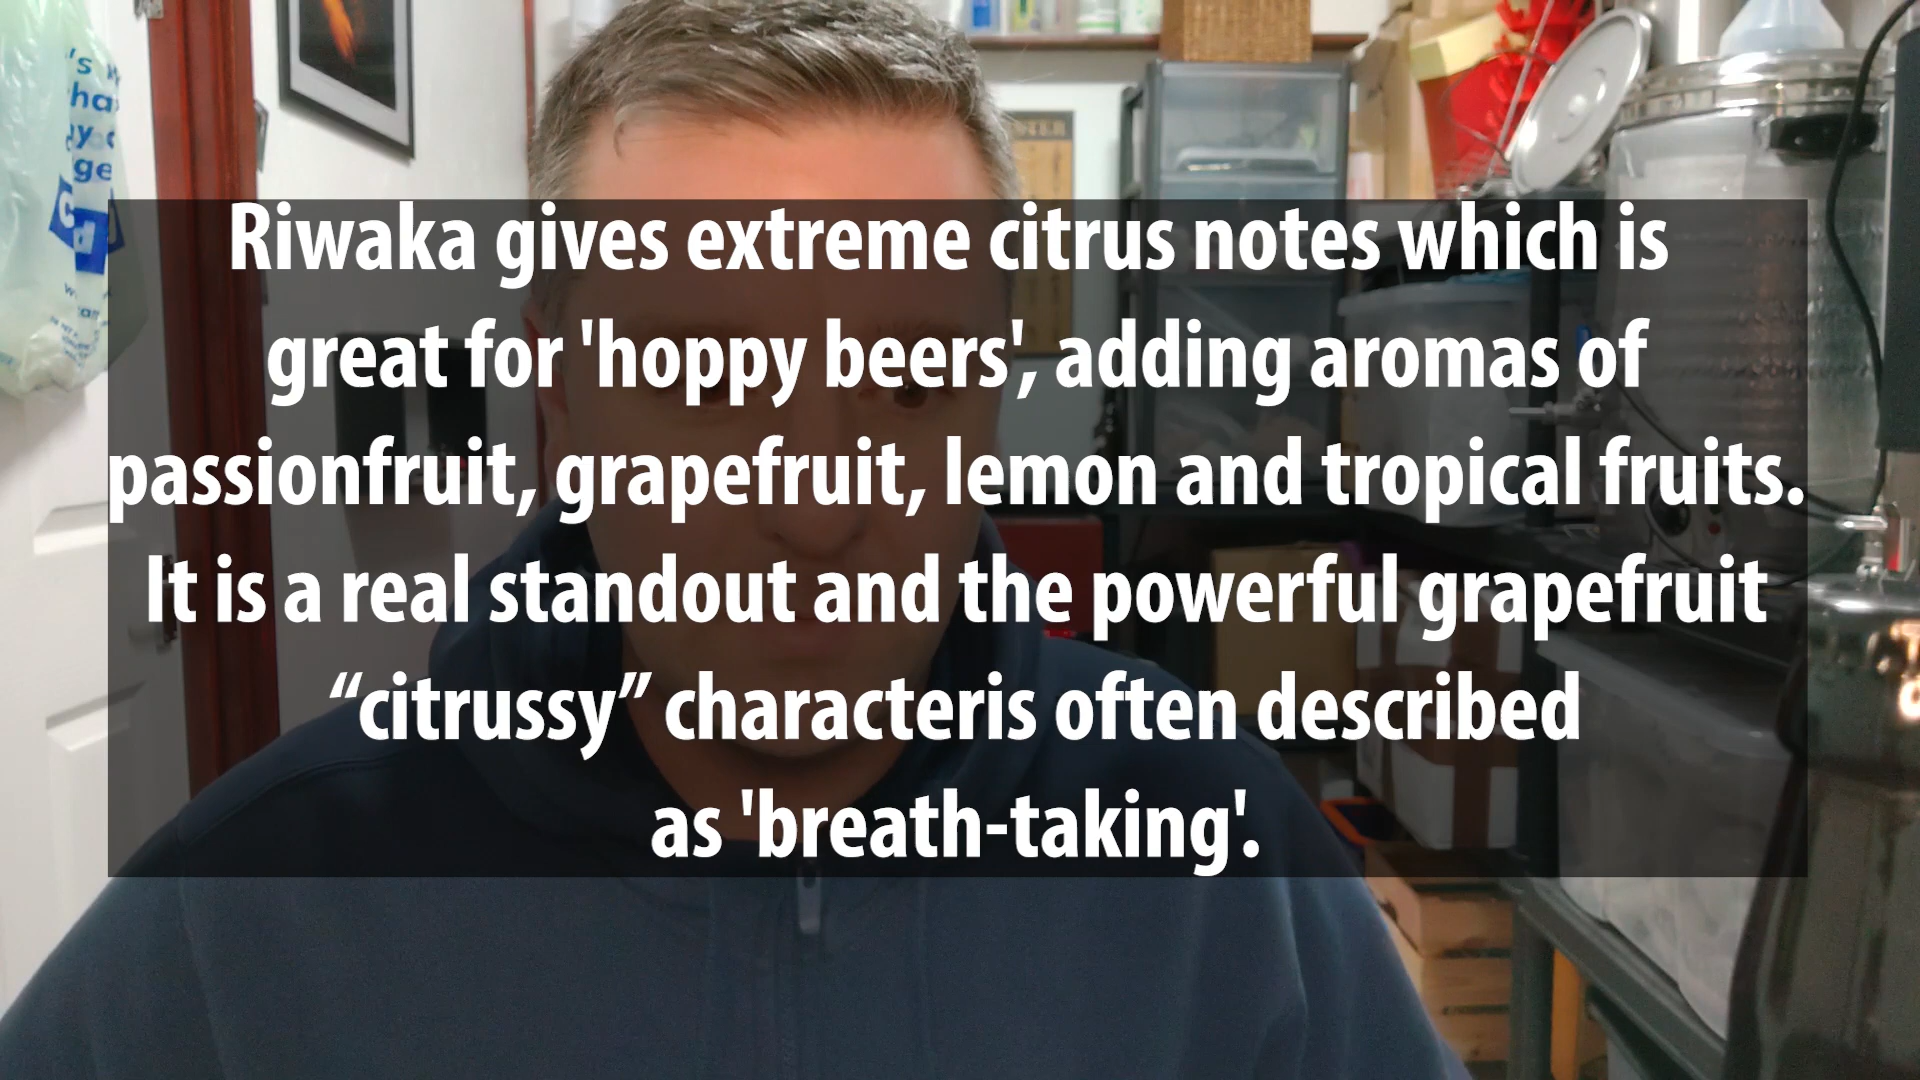 Riwaka gives extreme citrus notes which is
great for 'hoppy beers', adding aromas of
passionfruit, grapefruit, lemon and tropical fruits.
It is a real standout and the powerful grapefruit
“citrussy” characteris often described
as 'breath-taking'.
's
ge